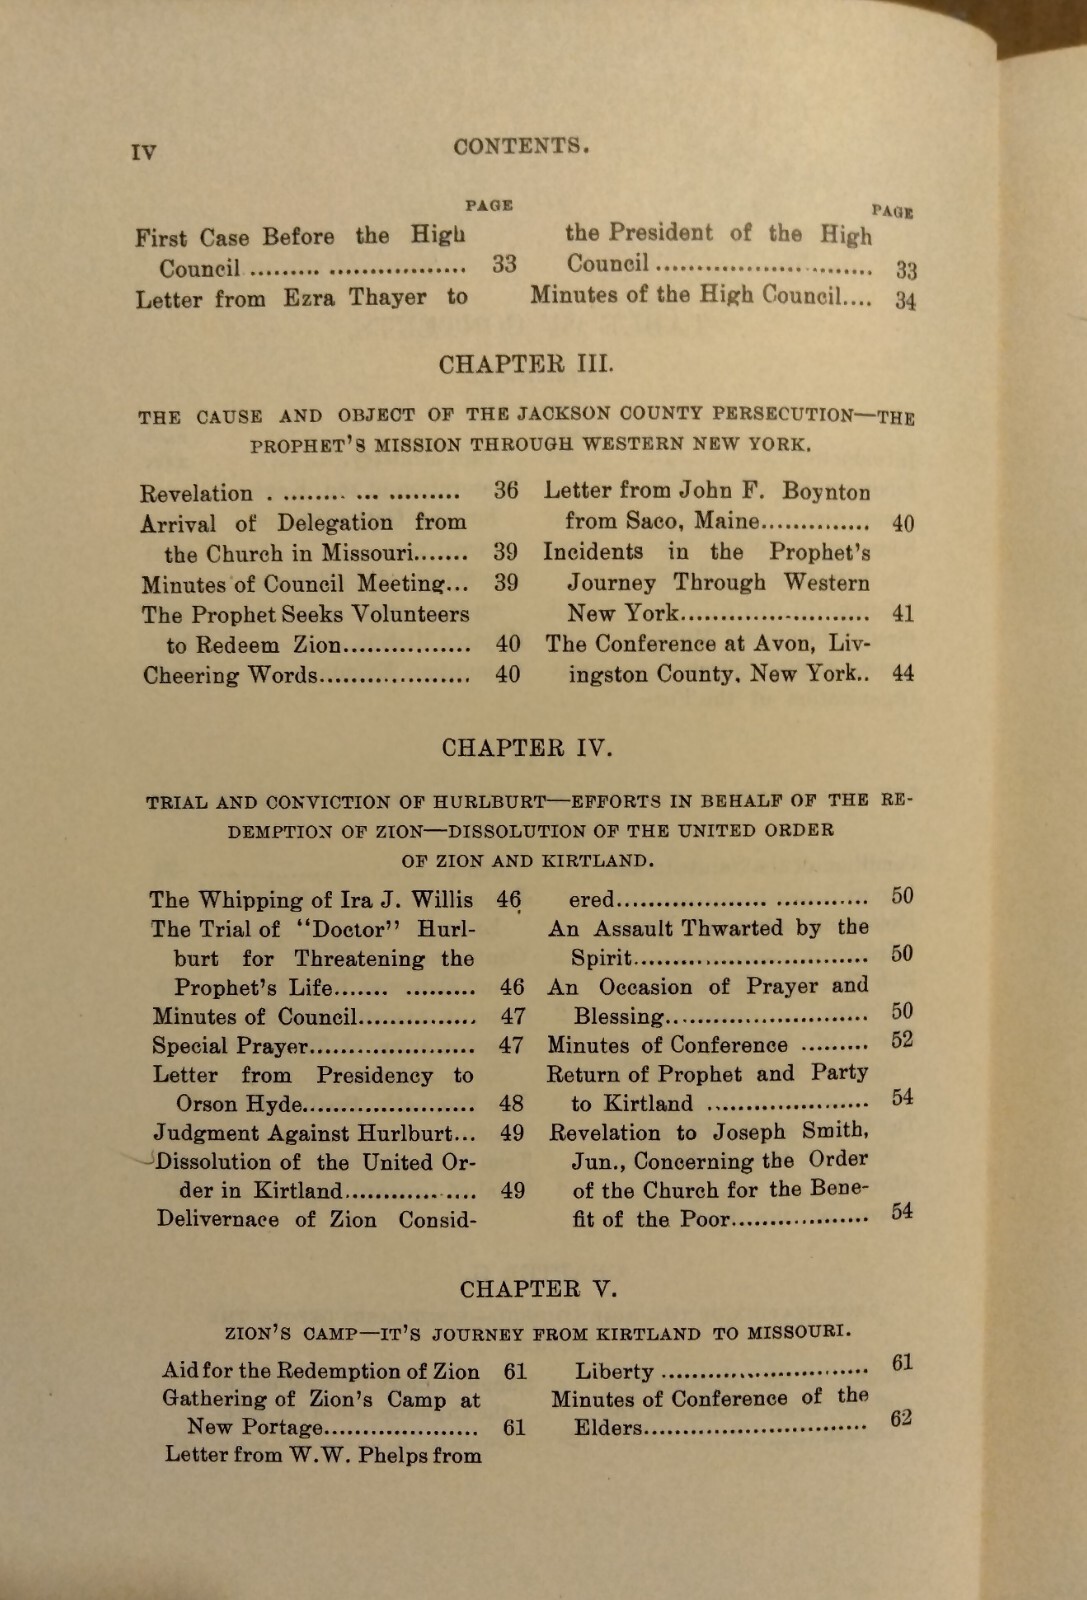 IV
CONTENTS.
PAGE
First Case Before the High
Council ......... ................. 33
Letter from Ezra Thayer to
PAGE
the President of the High
Council .................. ........ 33
Minutes of the High Council.... 34
CHAPTER III.
THE CAUSE AND OBJECT OF THE JACKSON COUNTY PERSECUTION—THE
PROPHET'S MISSION THROUGH WESTERN NEW YORK.
Revelation . ........ ... ......... 36
Arrival of Delegation from
the Church in Missouri....... 39
Minutes of Council Meeting... 39
The Prophet Seeks Volunteers
to Redeem Zion................ 40
Cheering Words................... 40
Letter from John F. Boynton
from Saco, Maine.............. 40
Incidents in the Prophet's
Journey Through Western
New York........................ 41
The Conference at Avon, Liv-
ingston County, New York.. 44
CHAPTER IV.
TRIAL AND CONVICTION OF HURLBURT—EFFORTS IN BEHALF OF THE RE-
DEMPTION OF ZION—DISSOLUTION OF THE UNITED ORDER
OF ZION AND KIRTLAND.
The Whipping of Ira J. Willis 46
The Trial of "Doctor" Hurl-
burt for Threatening the
Prophet's Life....... ......... 46
Minutes of Council............... 47
Special Prayer..................... 47
Letter from Presidency to
Orson Hyde...................... 48
Judgment Against Hurlburt... 49
Dissolution of the United Or-
der in Kirtland................. 49
Delivernace of Zion Consid-
ered................... ............ 50
An Assault Thwarted by the
Spirit.............................. 50
An Occasion of Prayer and
Blessing.......................... 50
Minutes of Conference ......... 52
Return of Prophet and Party
to Kirtland ..................... 54
Revelation to Joseph Smith,
Jun., Concerning the Order
of the Church for the Bene-
fit of the Poor.................. 54
CHAPTER V.
ZION'S CAMP—IT'S JOURNEY FROM KIRTLAND TO MISSOURI.
Aid for the Redemption of Zion 61
Gathering of Zion's Camp at
New Portage.................... 61
Letter from W.W. Phelps from
Liberty ........................... 61
Minutes of Conference of the
Elders............................. 62